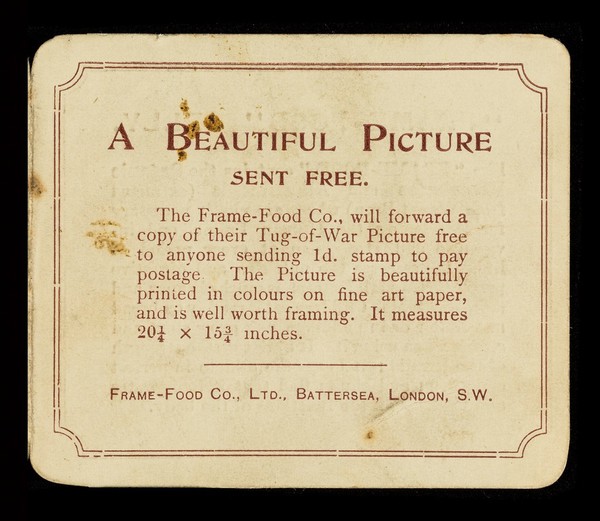 A BEAUTIFUL PICTURE
SENT FREE.
The Frame-Food Co., will forward a
copy of their Tug-of-War Picture free
to anyone sending 1d. stamp to pay
postage The Picture is beautifully
printed in colours on fine art paper,
and is well worth framing. It measures
20¼ × 15¾ inches.
FRAME-FOOD CO., LTD., BATTERSEA, LONDON, S.W.